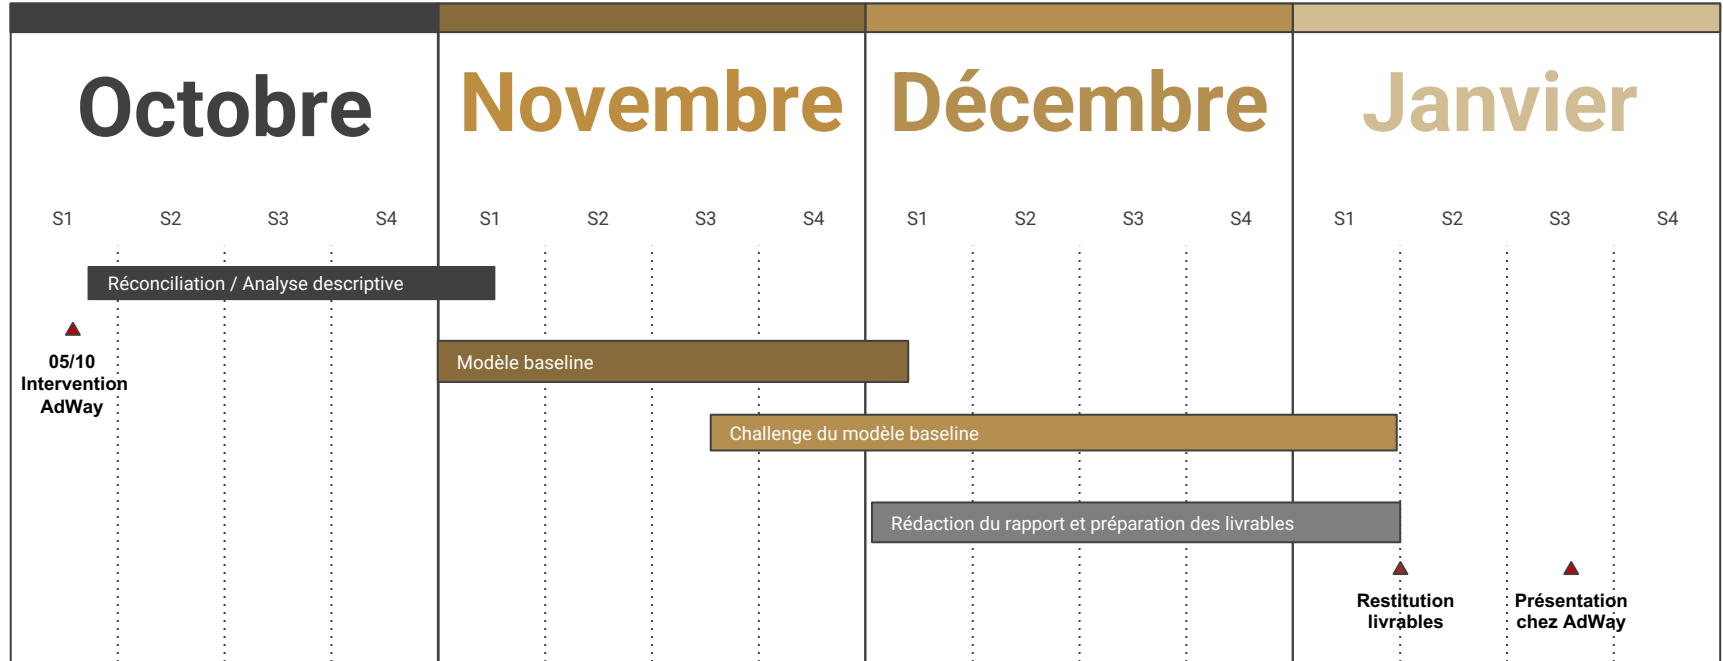 Octobre
Novembre
Décembre
Janvier
S1 S2 S3 S4 S1 S2 S3 S4 S1 S2 S3 S4 S1 S2 S3 S4
Réconciliation / Analyse descriptive
05/10
Intervention
AdWay
Modèle baseline
Challenge du modèle baseline
Rédaction du rapport et préparation des livrables
Restitution
livrables
Présentation
chez AdWay